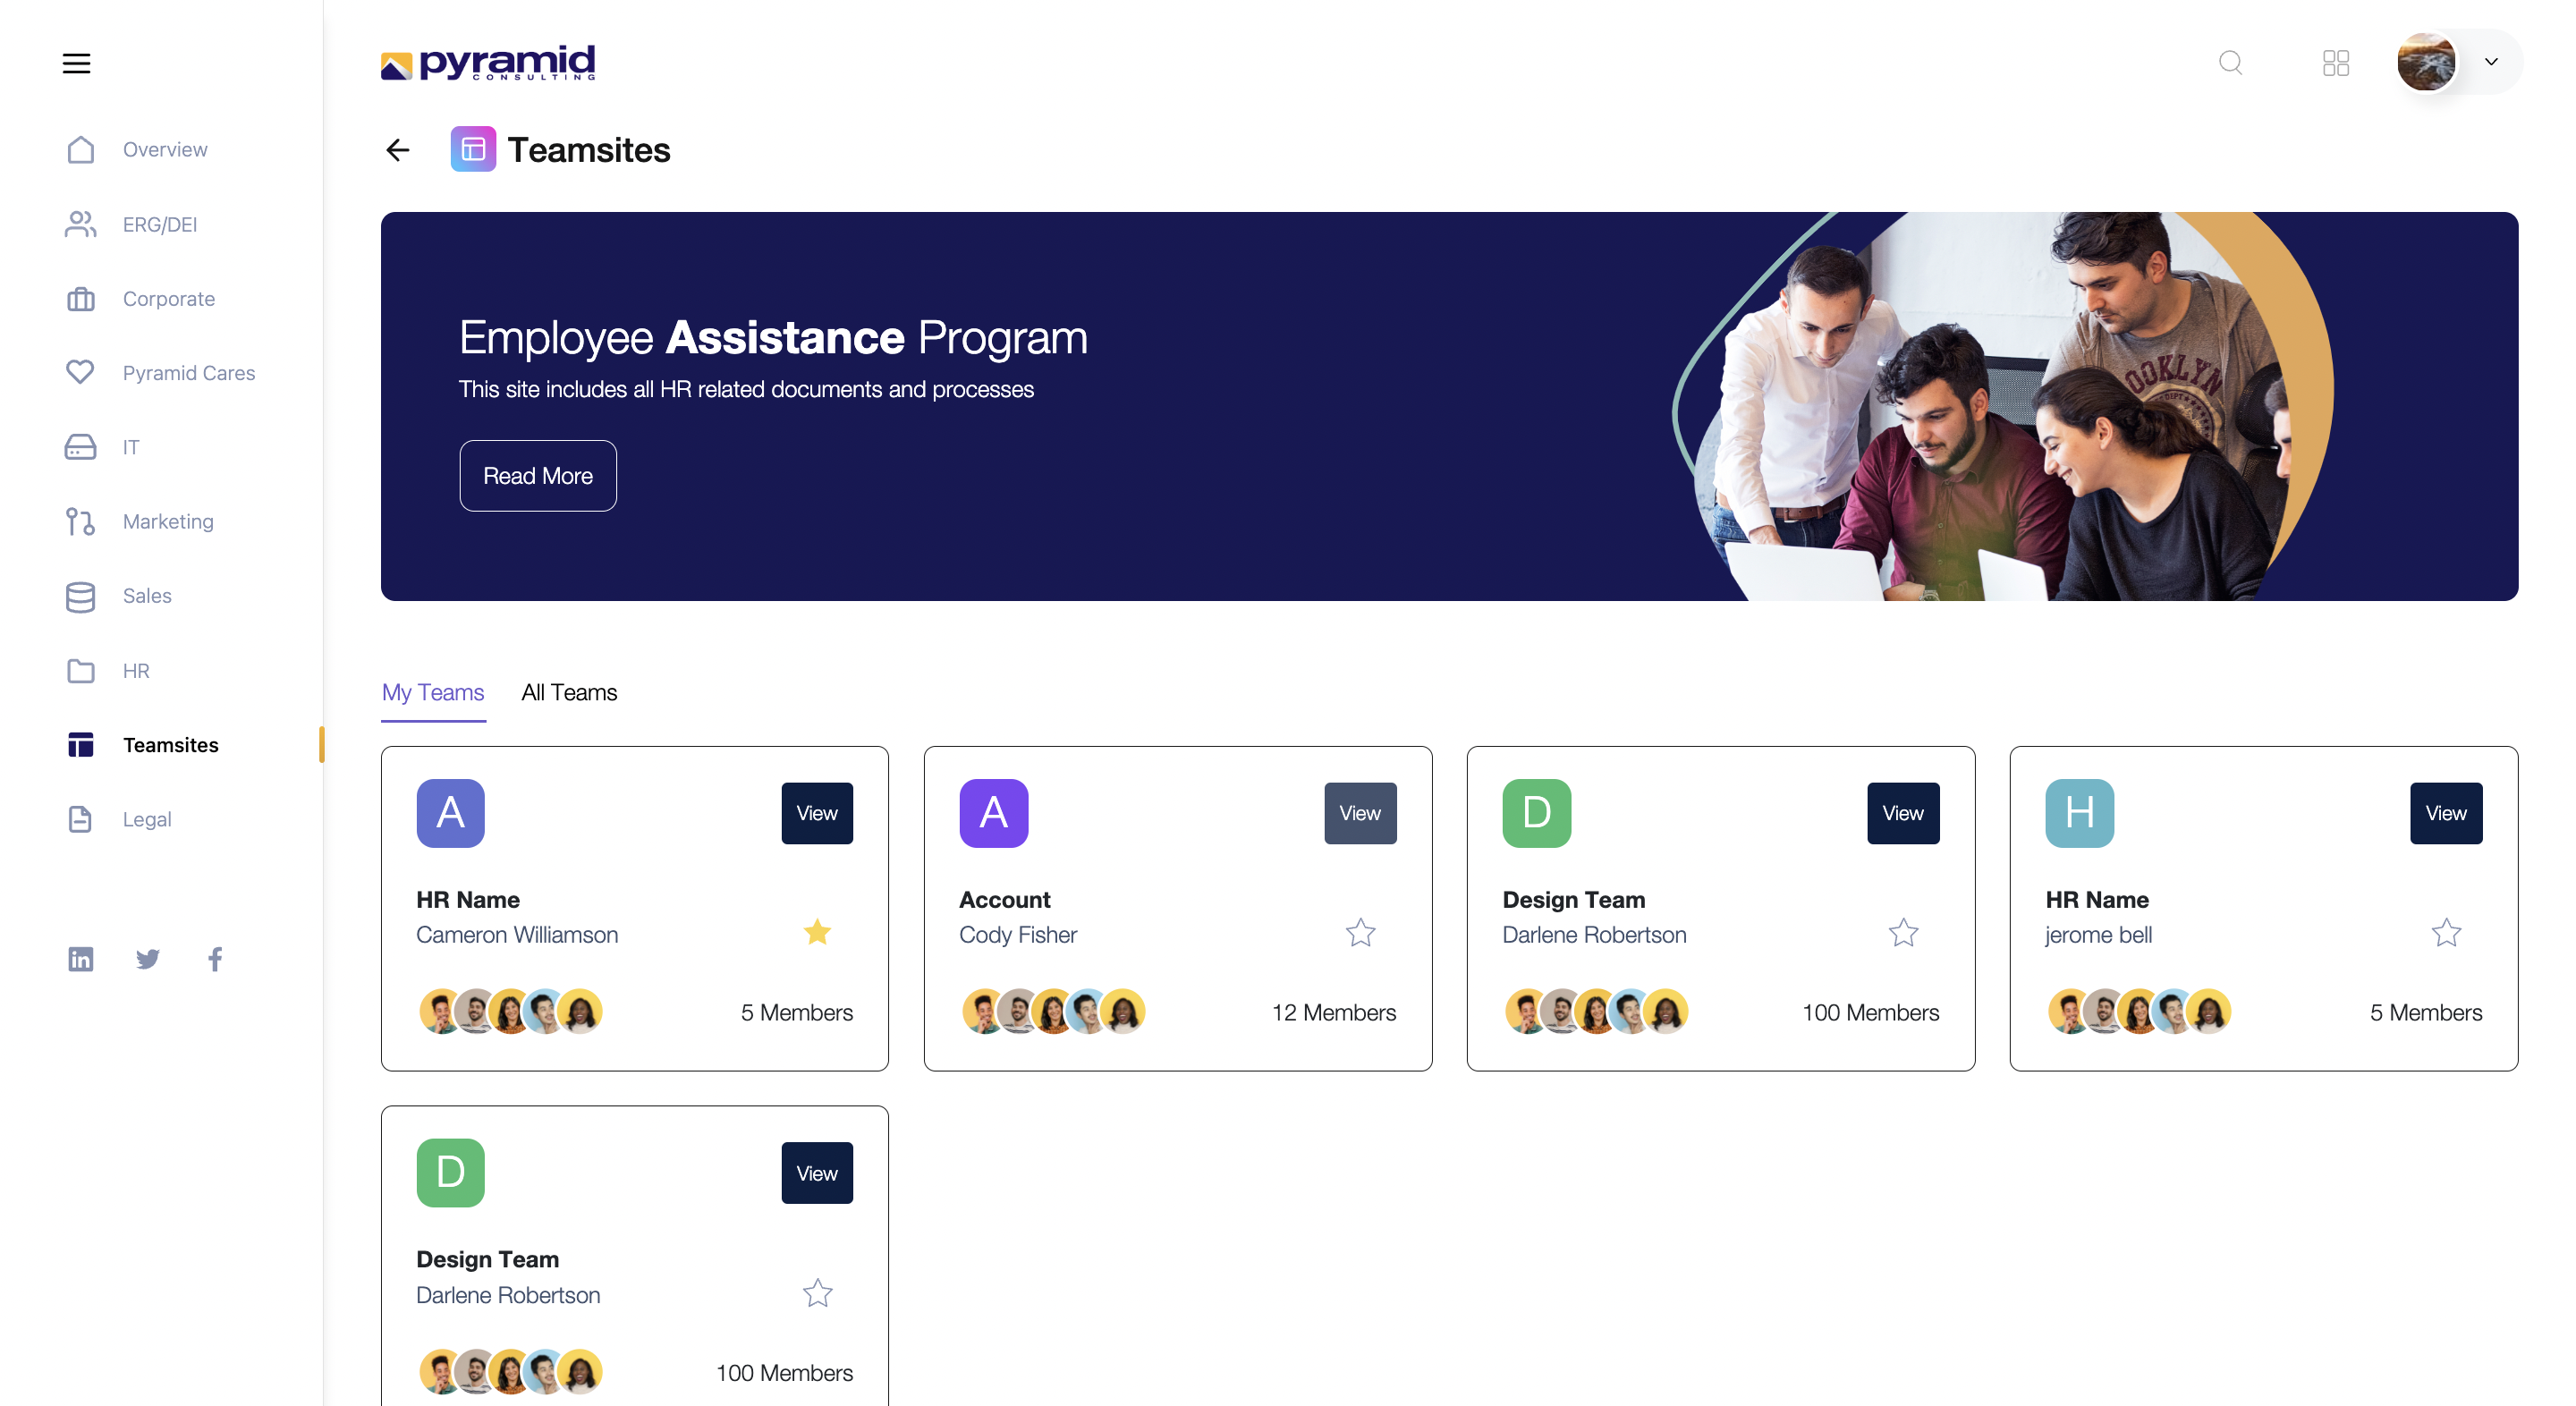 pyramid
CONSULTING
Teamsites
Overview
ERG/DEI
Corporate
Pyramid Cares
IT
Marketing
Sales
HR
Teamsites
Legal
Employee Assistance Program
This site includes all HR related documents and processes
Read More
My Teams
All Teams
A
View
HR Name
Cameron Williamson
5 Members
A
View
Account
Cody Fisher
12 Members
D
View
Design Team
Darlene Robertson
100 Members
H
View
HR Name
jerome bell
5 Members
D
View
Design Team
Darlene Robertson
100 Members